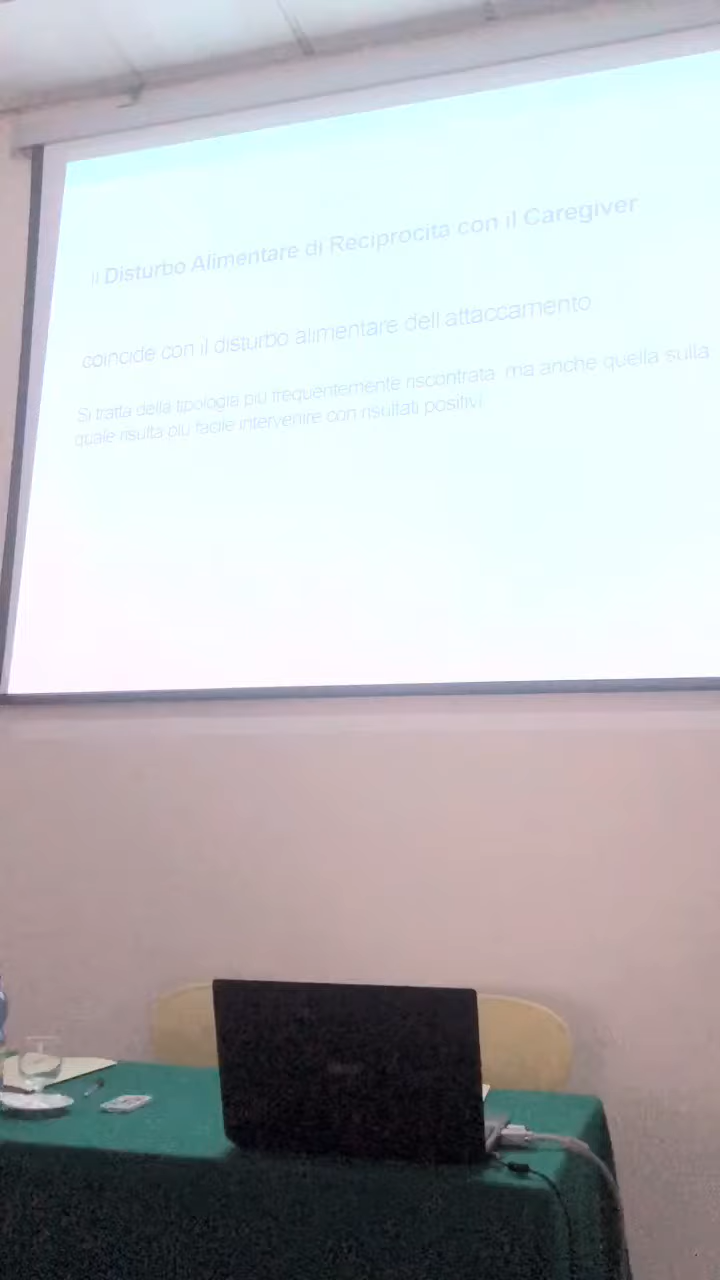 Il Disturbo Alimentare di Reciprocità con il Caregiver
coincide con il disturbo alimentare dell'attaccamento
Si tratta della tipologia più frequentemente riscontrata, ma anche quella sulla
quale risulta più facile intervenire con risultati positivi